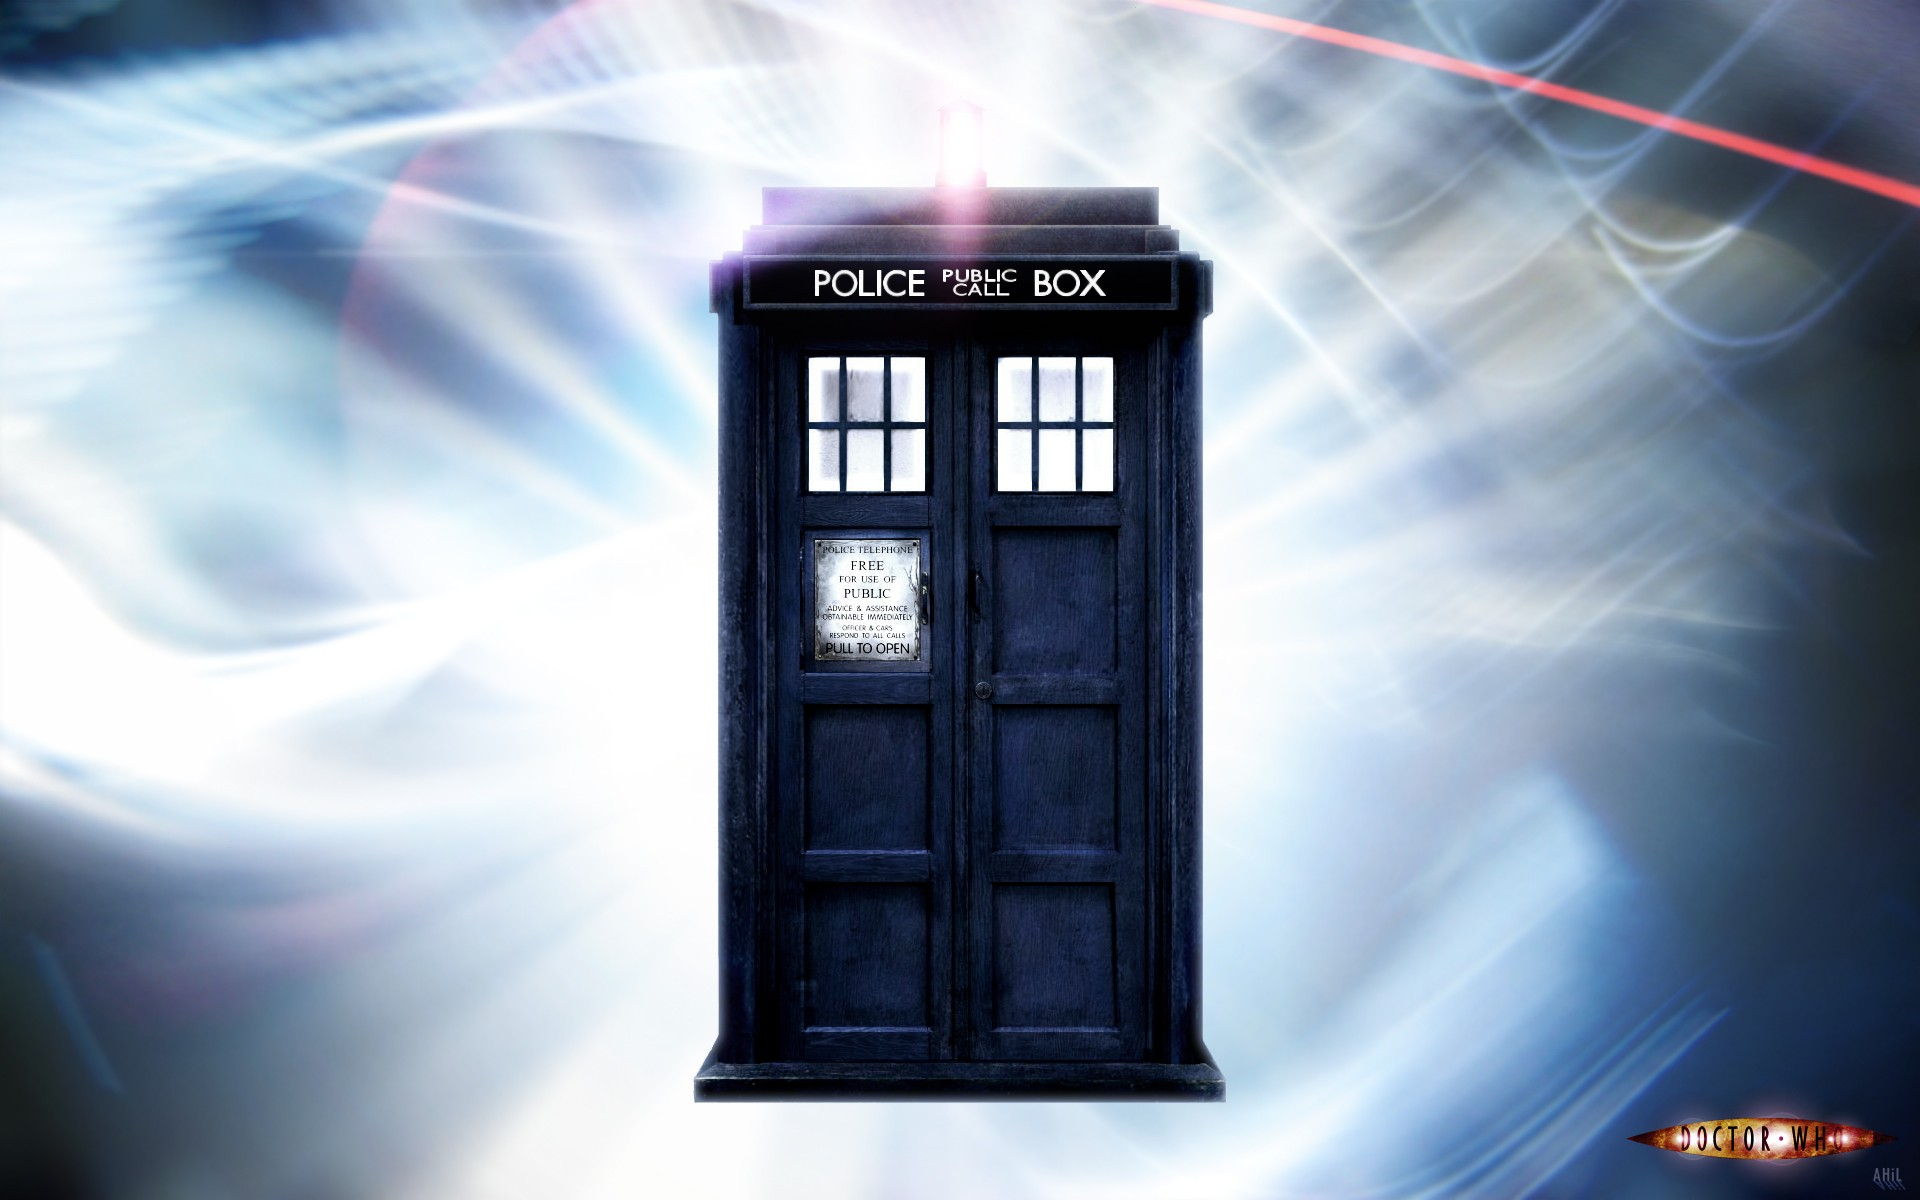 POLICE PUBLIC CALL BOX
POLICE TELEPHONE
FREE
FOR USE OF
PUBLIC
ADVICE & ASSISTANCE
OBTAINABLE IMMEDIATELY
OFFICER & CARS
RESPOND TO ALL CALLS
PULL TO OPEN
DOCTOR·WHO
AHiL